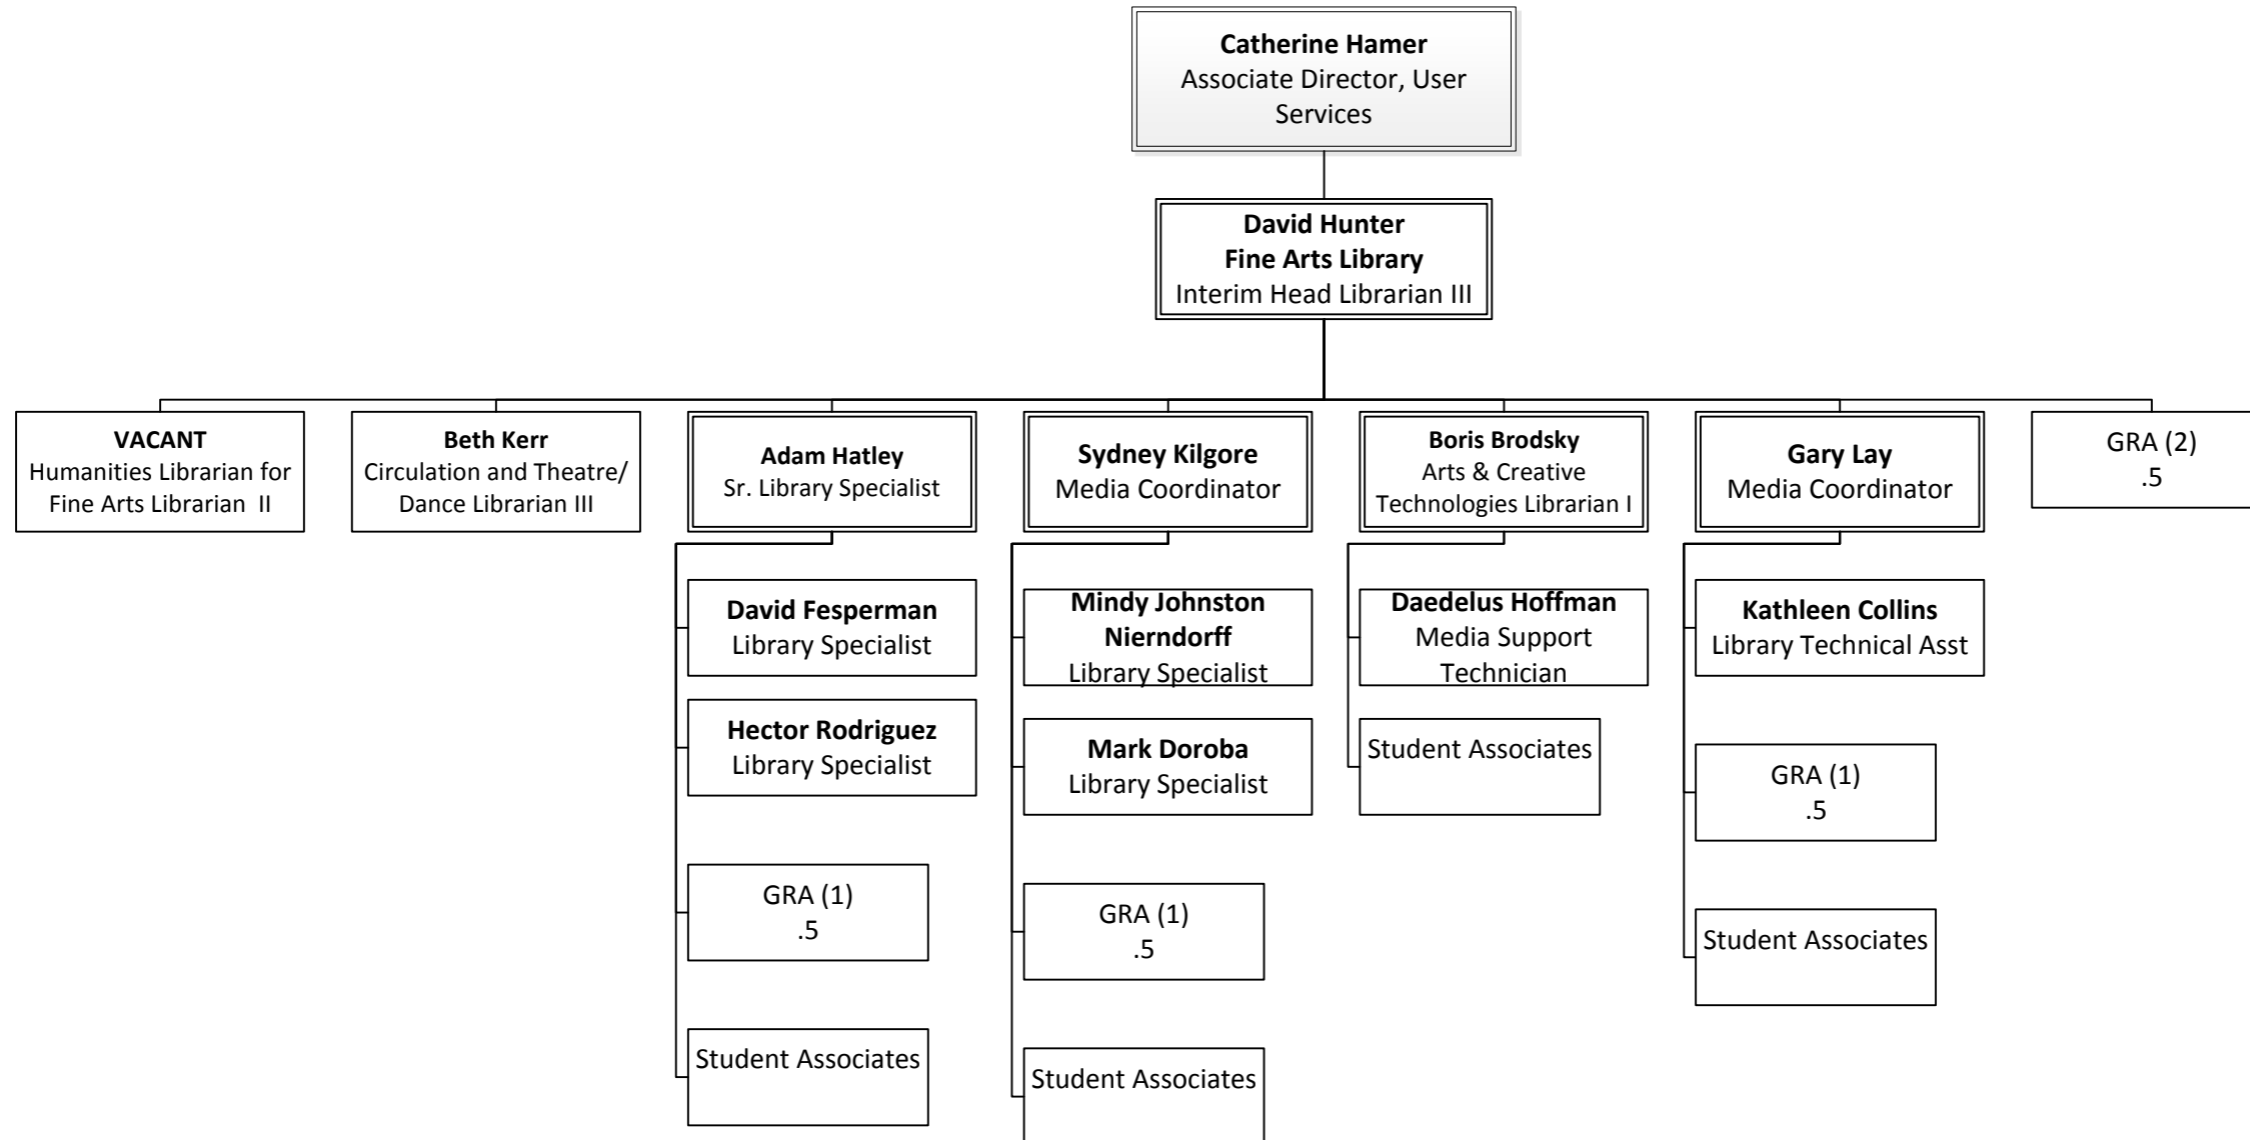 Catherine Hamer
Associate Director, User
Services
David Hunter
Fine Arts Library
Interim Head Librarian III
VACANT
Humanities Librarian for
Fine Arts Librarian  II
Beth Kerr
Circulation and Theatre/
Dance Librarian III
Adam Hatley
Sr. Library Specialist
Sydney Kilgore
Media Coordinator
Boris Brodsky
Arts & Creative
Technologies Librarian I
Gary Lay
Media Coordinator
GRA (2)
.5
David Fesperman
Library Specialist
Hector Rodriguez
Library Specialist
GRA (1)
.5
Student Associates
Mindy Johnston
Nierndorff
Library Specialist
Mark Doroba
Library Specialist
GRA (1)
.5
Student Associates
Daedelus Hoffman
Media Support
Technician
Student Associates
Kathleen Collins
Library Technical Asst
GRA (1)
.5
Student Associates